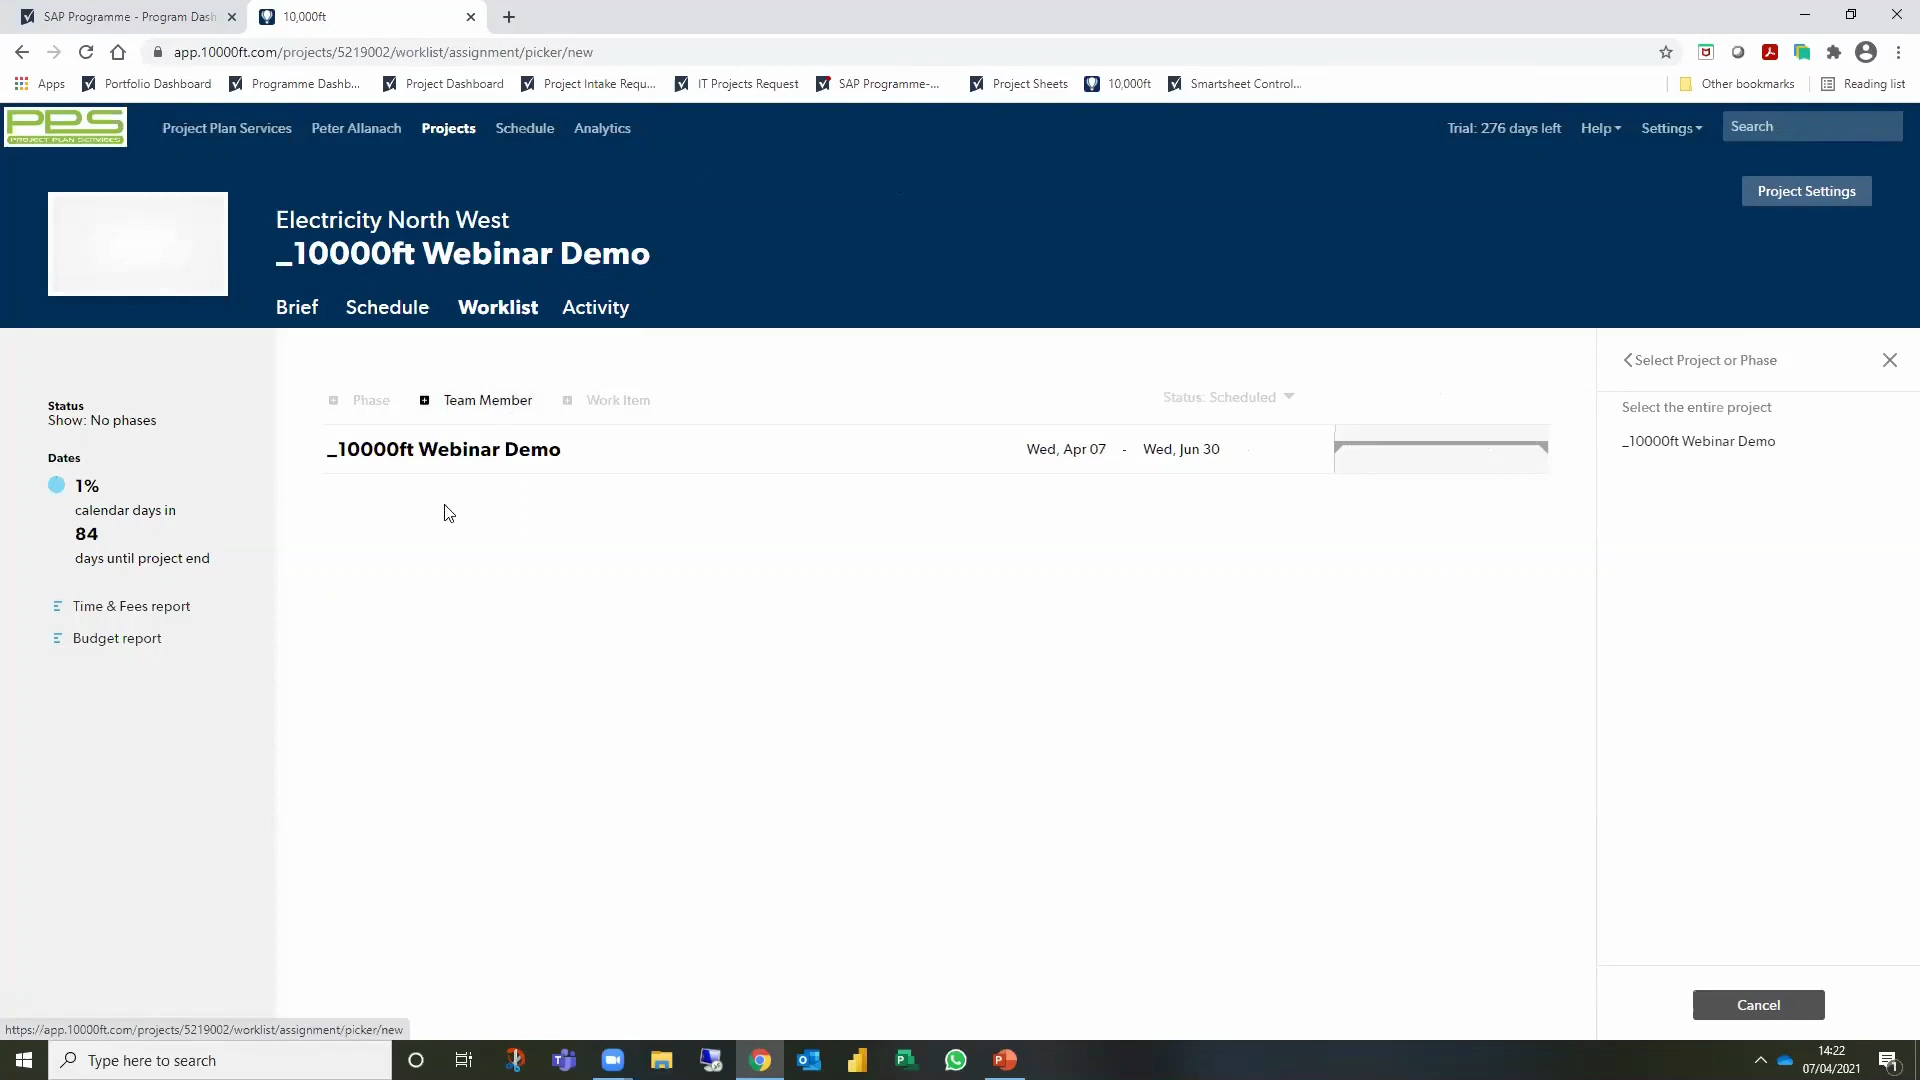 SAP Programme - Program Dash
10,000ft
app.10000ft.com/projects/5219002/worklist/assignment/picker/new
Apps
Portfolio Dashboard
Programme Dashb...
Project Dashboard
Project Intake Requ...
IT Projects Request
SAP Programme-...
Project Sheets
10,000ft
Smartsheet Control...
Other bookmarks
Reading list
PPS
PROJECT PLAN SERVICES
Project Plan Services
Peter Allanach
Projects
Schedule
Analytics
Trial: 276 days left
Help
Settings
Search
Project Settings
Electricity North West
_10000ft Webinar Demo
Brief
Schedule
Worklist
Activity
Status
Show: No phases
Dates
1%
calendar days in
84
days until project end
Time & Fees report
Budget report
Phase
Team Member
Work Item
Status: Scheduled
_10000ft Webinar Demo
Wed, Apr 07 - Wed, Jun 30
Select Project or Phase
Select the entire project
_10000ft Webinar Demo
Cancel
https://app.10000ft.com/projects/5219002/worklist/assignment/picker/new
Type here to search
14:22
07/04/2021
1